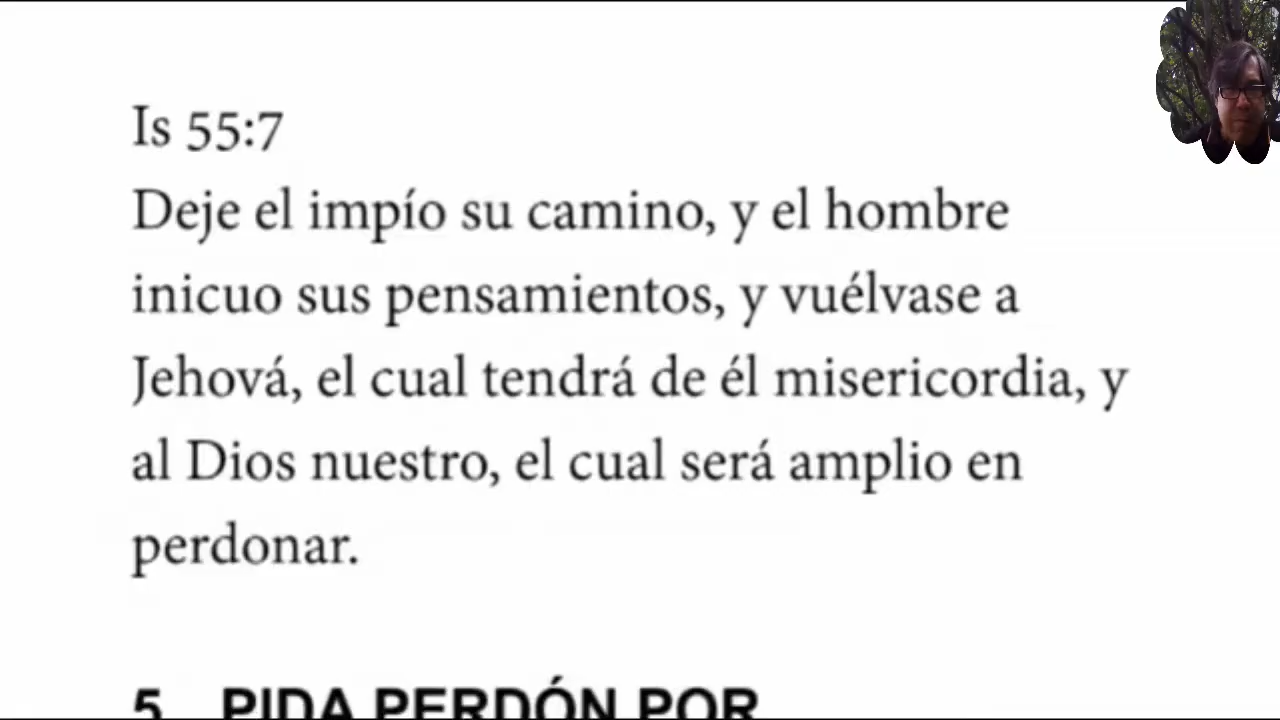 Is 55:7
Deje el impío su camino, y el hombre
inicuo sus pensamientos, y vuélvase a
Jehová, el cual tendrá de él misericordia, y
al Dios nuestro, el cual será amplio en
perdonar.
5 PIDA PERDÓN POR